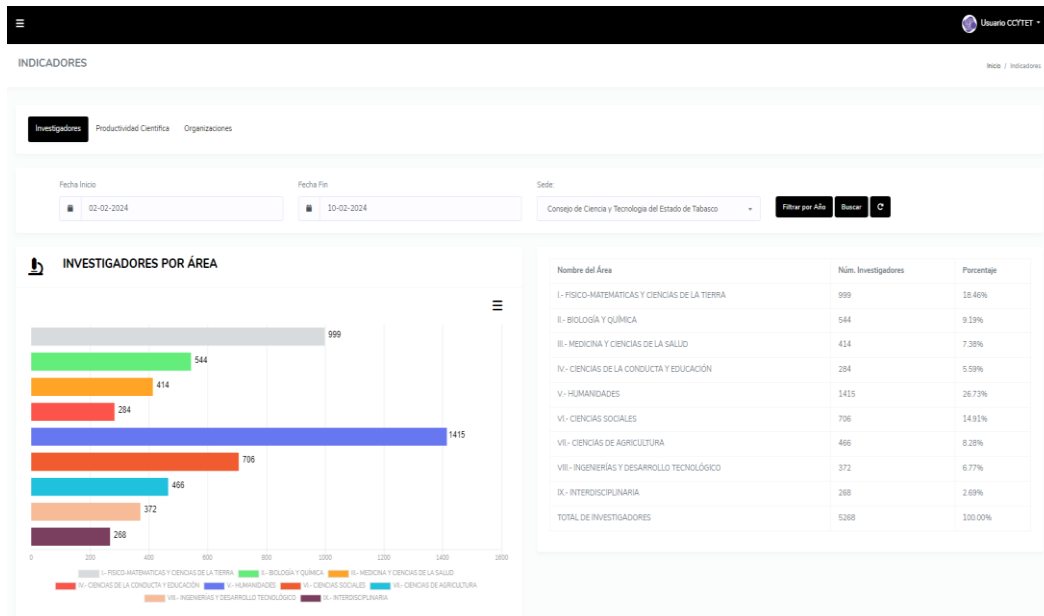 Usuario CCYTET
INDICADORES
Inicio / Indicadores
Investigadores Productividad Científica Organizaciones
Fecha Inicio Fecha Fin Sede:
02-02-2024 10-02-2024 Consejo de Ciencia y Tecnologia del Estado de Tabasco Filtrar por Año Buscar
INVESTIGADORES POR ÁREA
Nombre del Área Núm. Investigadores Porcentaje
I.- FISICO-MATEMATICAS Y CIENCIAS DE LA TIERRA 999 18.46%
II.- BIOLOGÍA Y QUÍMICA 544 9.19%
III.- MEDICINA Y CIENCIAS DE LA SALUD 414 7.38%
IV.- CIENCIAS DE LA CONDUCTA Y EDUCACIÓN 284 5.59%
V.- HUMANIDADES 1415 26.73%
VI.- CIENCIAS SOCIALES 706 14.91%
VII.- CIENCIAS DE AGRICULTURA 466 8.28%
VIII.- INGENIERÍAS Y DESARROLLO TECNOLÓGICO 372 6.77%
IX.- INTERDISCIPLINARIA 268 2.69%
TOTAL DE INVESTIGADORES 5268 100.00%
999
544
414
284
1415
706
466
372
268
0 200 400 600 800 1000 1200 1400 1600
I.- FISICO-MATEMATICAS Y CIENCIAS DE LA TIERRA II.- BIOLOGÍA Y QUÍMICA III.- MEDICINA Y CIENCIAS DE LA SALUD
IV.- CIENCIAS DE LA CONDUCTA Y EDUCACIÓN V.- HUMANIDADES VI.- CIENCIAS SOCIALES VII.- CIENCIAS DE AGRICULTURA
VIII.- INGENIERÍAS Y DESARROLLO TECNOLÓGICO IX.- INTERDISCIPLINARIA